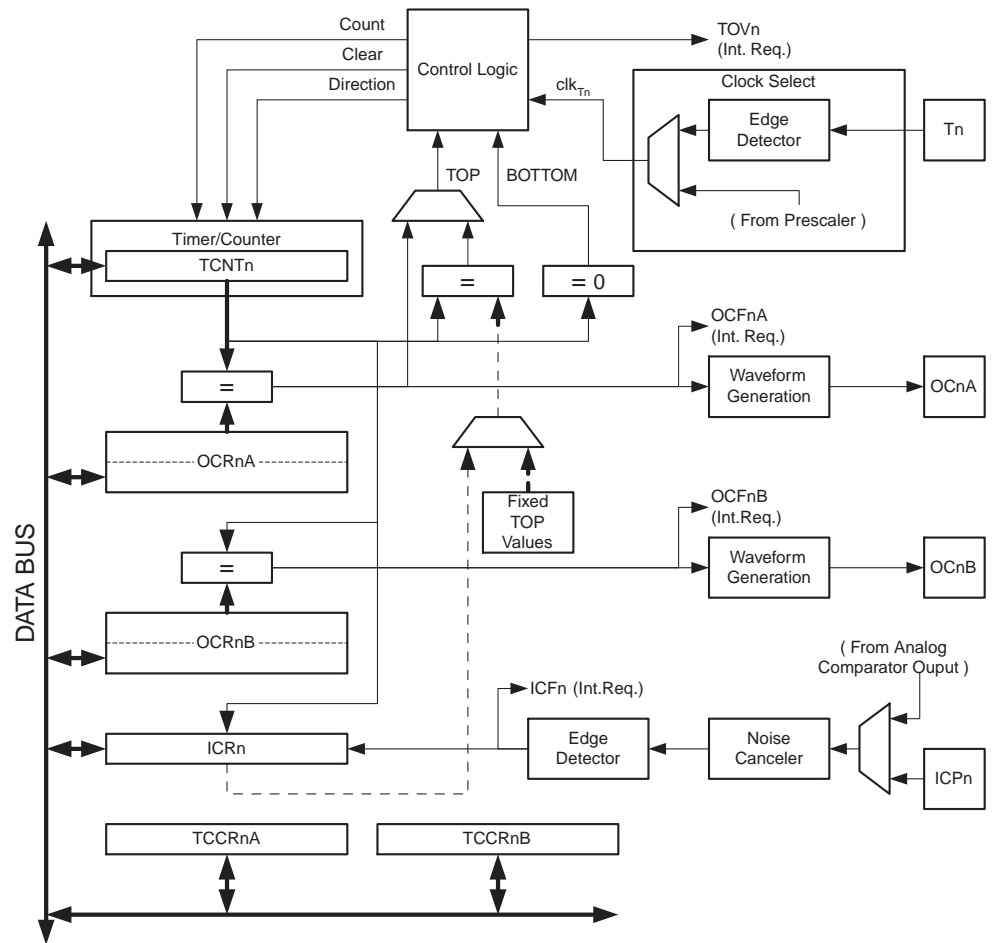 Count
Clear
Direction
Control Logic
TOVn
(Int. Req.)
clkTn
Clock Select
Edge
Detector
Tn
( From Prescaler )
TOP
BOTTOM
Timer/Counter
TCNTn
=
= 0
OCFnA
(Int. Req.)
=
Waveform
Generation
OCnA
OCRnA
Fixed
TOP
Values
OCFnB
(Int.Req.)
=
Waveform
Generation
OCnB
OCRnB
DATA BUS
( From Analog
Comparator Ouput )
ICFn (Int.Req.)
ICRn
Edge
Detector
Noise
Canceler
ICPn
TCCRnA
TCCRnB